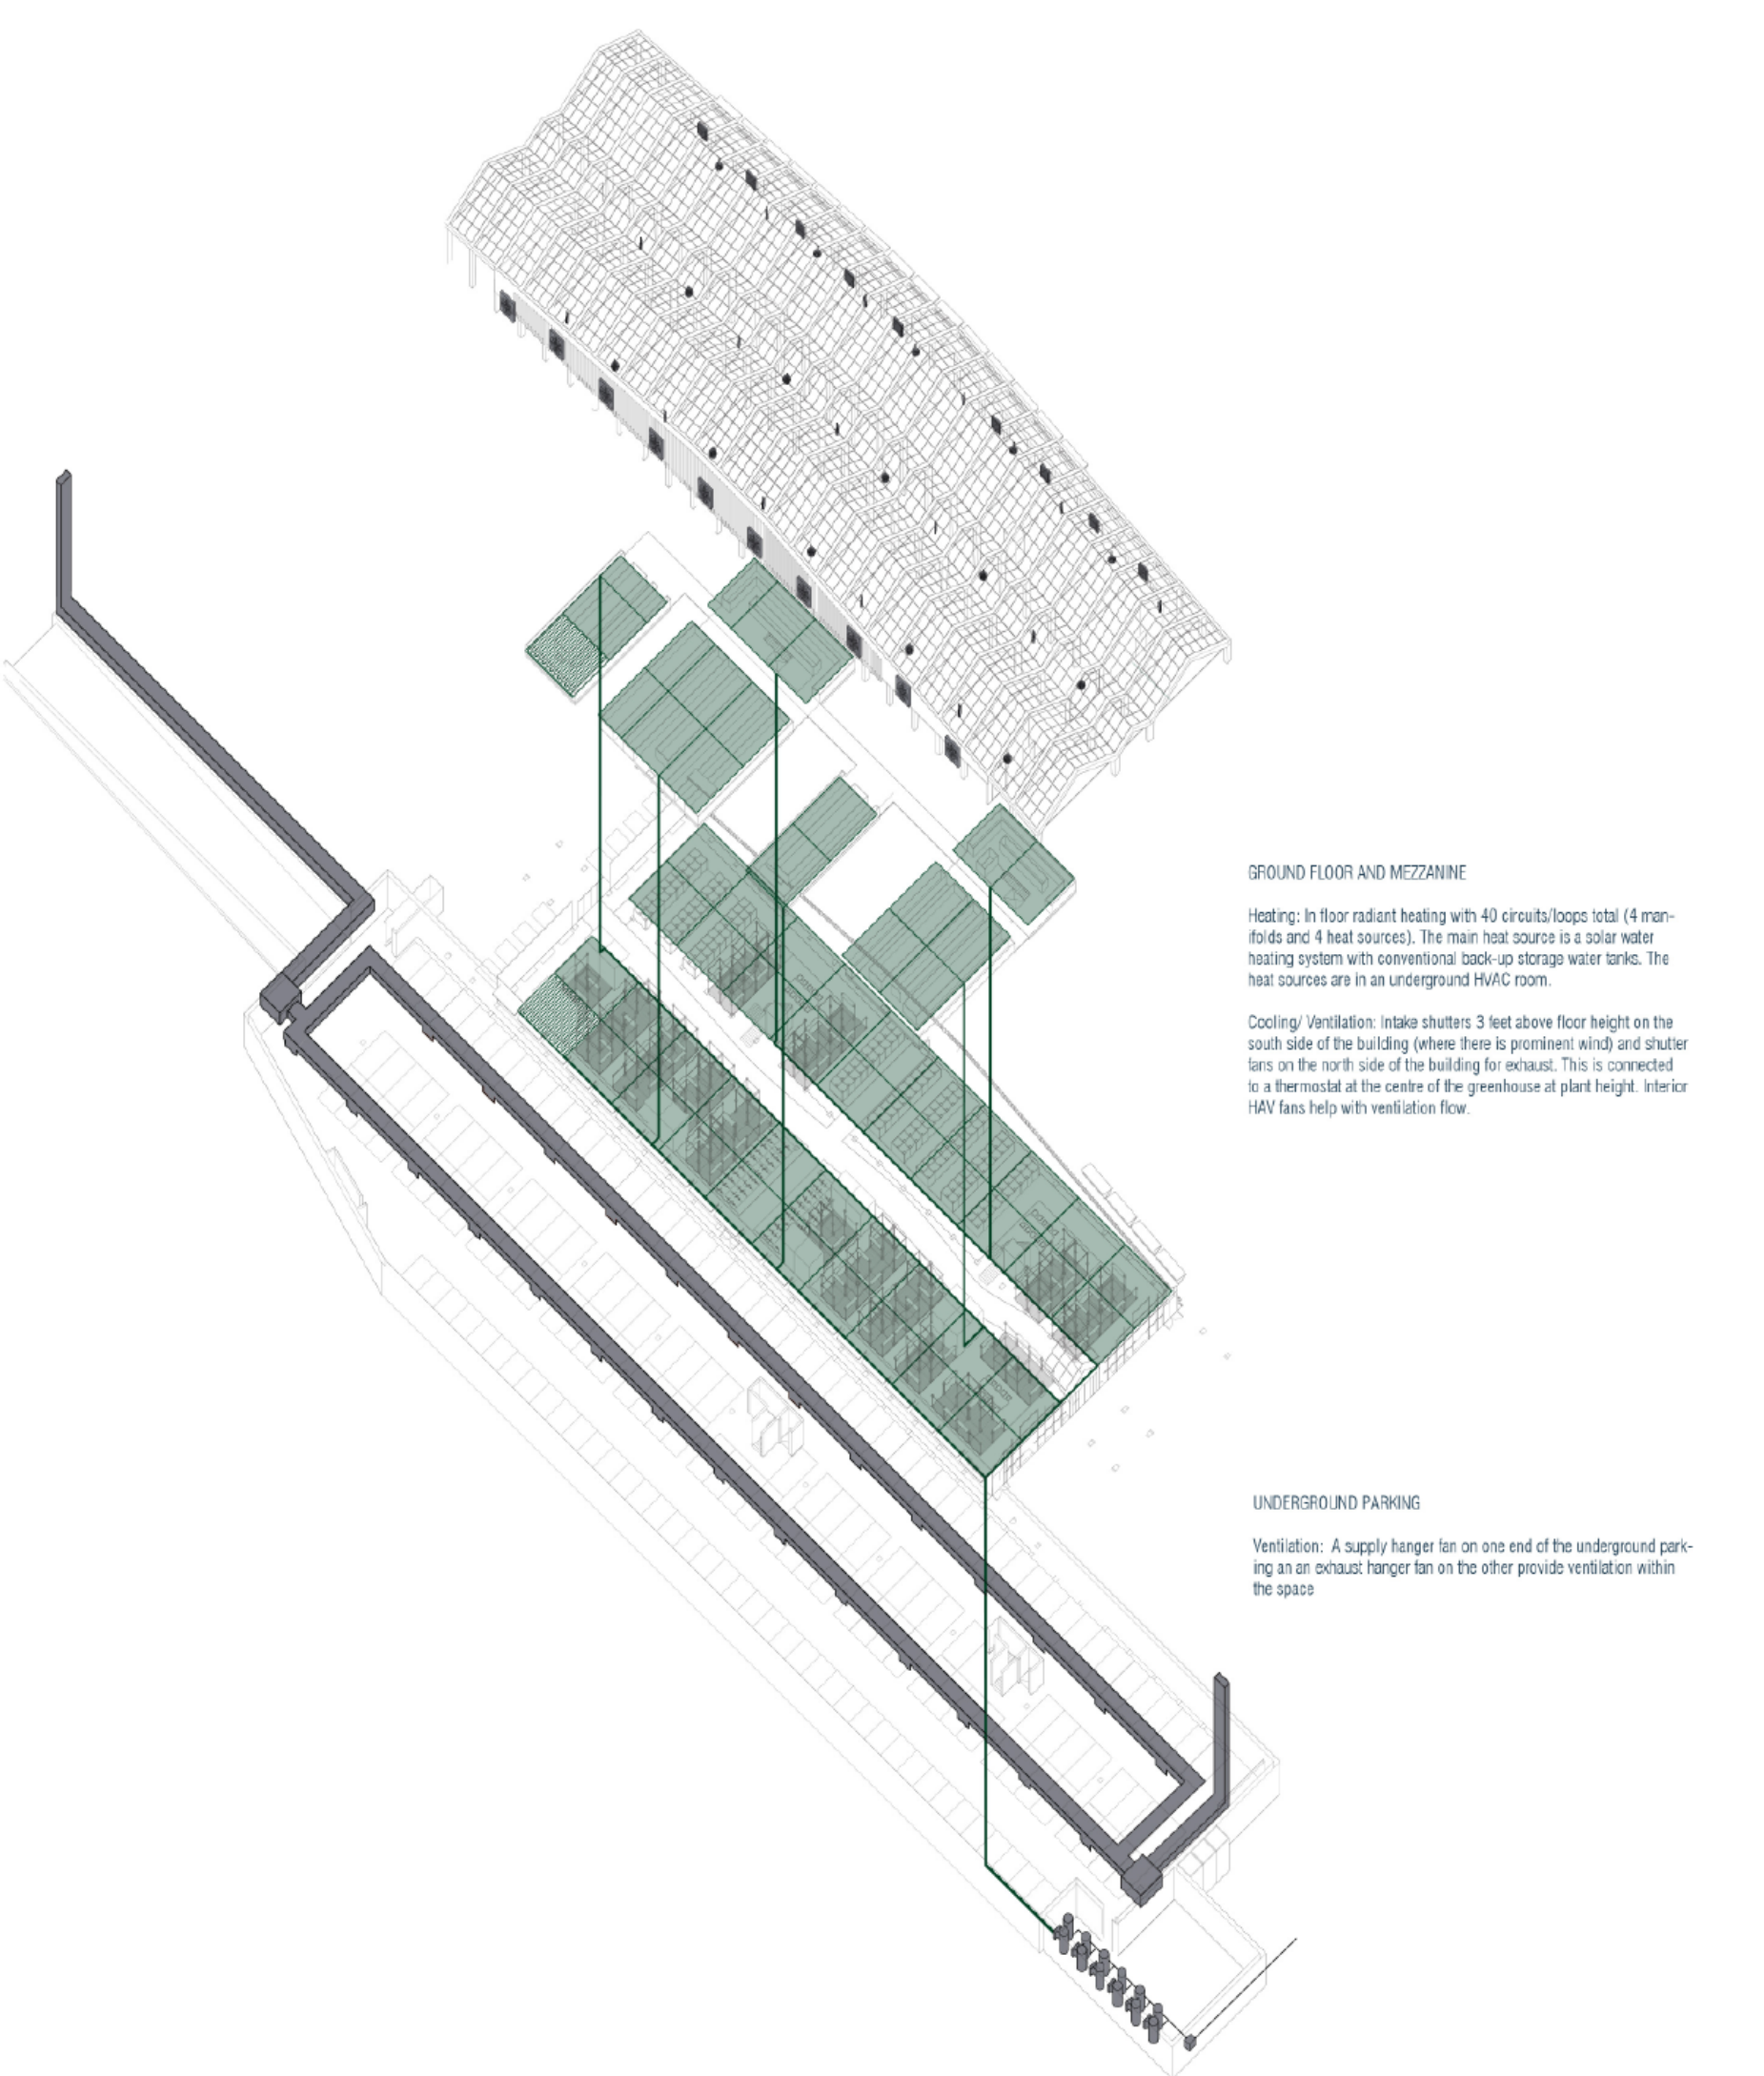 GROUND FLOOR AND MEZZANINE
Heating: In floor radiant heating with 40 circuits/loops total (4 man-
ifolds and 4 heat sources). The main heat source is a solar water
heating system with conventional back-up storage water tanks. The
heat sources are in an underground HVAC room.
Cooling/ Ventilation: Intake shutters 3 feet above floor height on the
south side of the building (where there is prominent wind) and shutter
fans on the north side of the building for exhaust. This is connected
to a thermostat at the centre of the greenhouse at plant height. Interior
HAV fans help with ventilation flow.
UNDERGROUND PARKING
Ventilation: A supply hanger fan on one end of the underground park-
ing an an exhaust hanger fan on the other provide ventilation within
the space